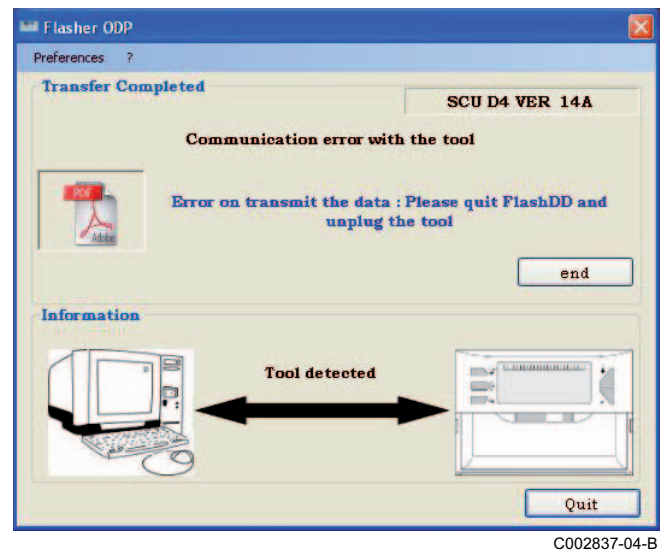 Flasher ODP
Preferences ?
Transfer Completed
SCU D4 VER 14A
Communication error with the tool
PDF
Adobe
Error on transmit the data : Please quit FlashDD and
unplug the tool
end
Information
Tool detected
Quit
C002837-04-B